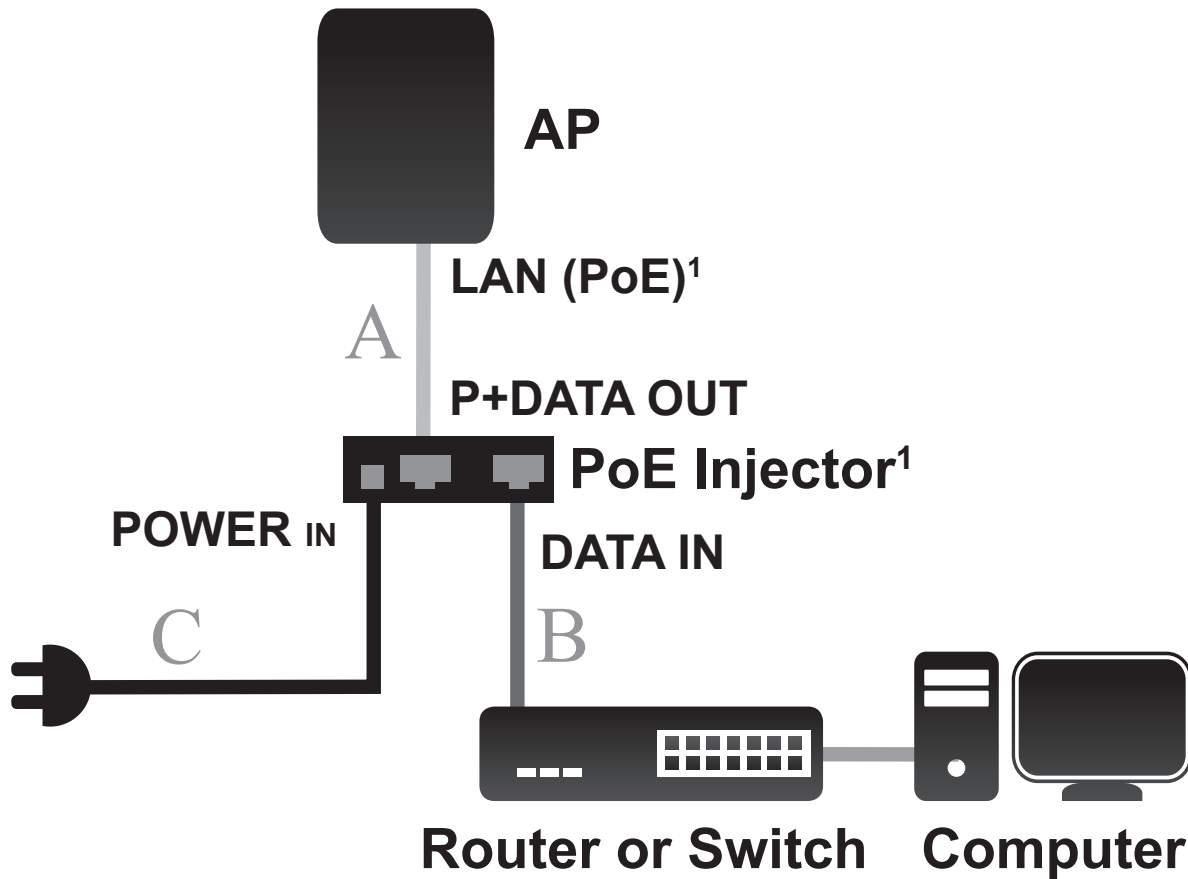 AP
LAN (PoE)¹
A
P+DATA OUT
PoE Injector¹
POWER IN
DATA IN
C
B
Router or Switch
Computer